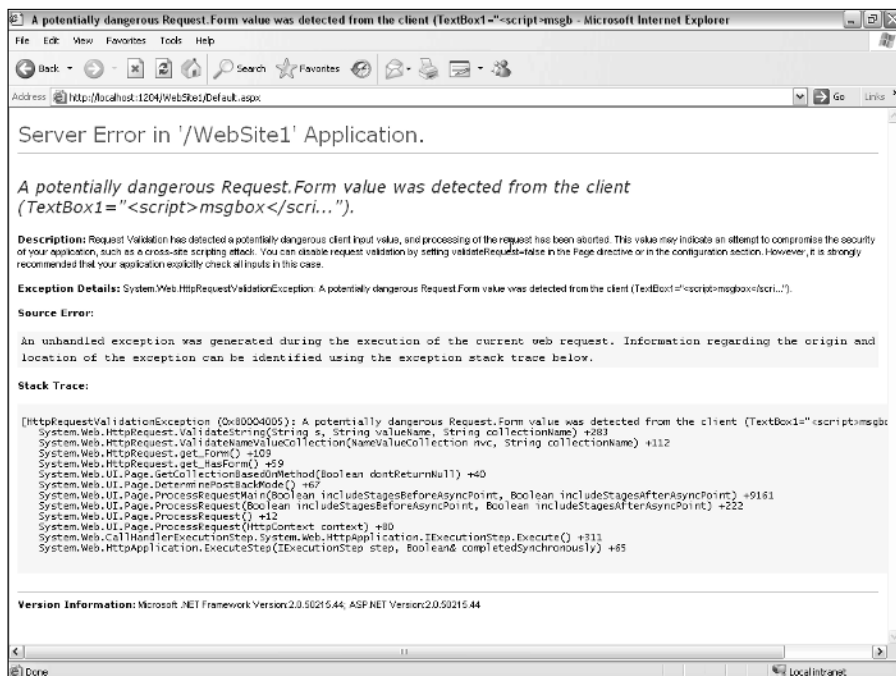 A potentially dangerous Request.Form value was detected from the client (TextBox1="<script>msgb - Microsoft Internet Explorer
File Edit View Favorites Tools Help
Back Search Favorites
Address http://localhost:1204/WebSite1/Default.aspx Go Links
Server Error in '/WebSite1' Application.
A potentially dangerous Request.Form value was detected from the client
(TextBox1="<script>msgbox</scri...").
Description: Request Validation has detected a potentially dangerous client input value, and processing of the request has been aborted. This value may indicate an attempt to compromise the security
of your application, such as a cross-site scripting attack. You can disable request validation by setting validateRequest=false in the Page directive or in the configuration section. However, it is strongly
recommended that your application explicitly check all inputs in this case.
Exception Details: System.Web.HttpRequestValidationException: A potentially dangerous Request.Form value was detected from the client (TextBox1="<script>msgbox</scri...").
Source Error:
An unhandled exception was generated during the execution of the current web request. Information regarding the origin and
location of the exception can be identified using the exception stack trace below.
Stack Trace:
[HttpRequestValidationException (0x80004005): A potentially dangerous Request.Form value was detected from the client (TextBox1="<script>msgbo
System.Web.HttpRequest.ValidateString(String s, String valueName, String collectionName) +283
System.Web.HttpRequest.ValidateNameValueCollection(NameValueCollection nvc, String collectionName) +112
System.Web.HttpRequest.get_Form() +109
System.Web.HttpRequest.get_HasForm() +59
System.Web.UI.Page.GetCollectionBasedOnMethod(Boolean dontReturnNull) +40
System.Web.UI.Page.DeterminePostBackMode() +67
System.Web.UI.Page.ProcessRequestMain(Boolean includeStagesBeforeAsyncPoint, Boolean includeStagesAfterAsyncPoint) +9161
System.Web.UI.Page.ProcessRequest(Boolean includeStagesBeforeAsyncPoint, Boolean includeStagesAfterAsyncPoint) +222
System.Web.UI.Page.ProcessRequest() +12
System.Web.UI.Page.ProcessRequest(HttpContext context) +80
System.Web.CallHandlerExecutionStep.System.Web.HttpApplication.IExecutionStep.Execute() +311
System.Web.HttpApplication.ExecuteStep(IExecutionStep step, Boolean& completedSynchronously) +65
Version Information: Microsoft .NET Framework Version:2.0.50215.44; ASP.NET Version:2.0.50215.44
Done Local intranet